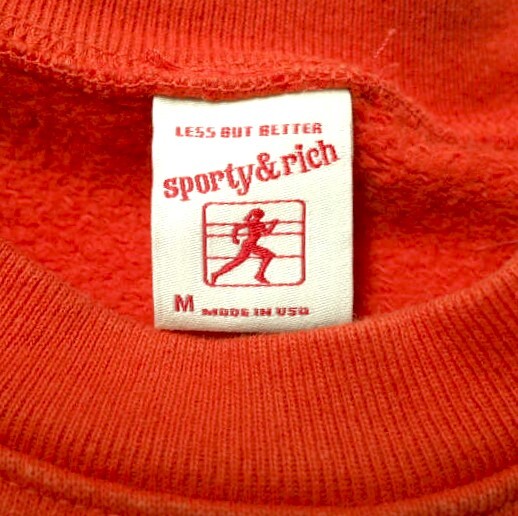 LESS BUT BETTER
sporty&rich
M MADE IN USA